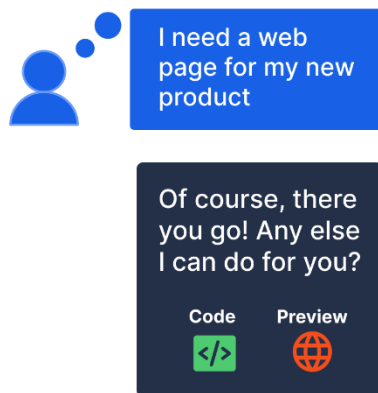 I need a web
page for my new
product
Of course, there
you go! Any else
I can do for you?
Code Preview
</>